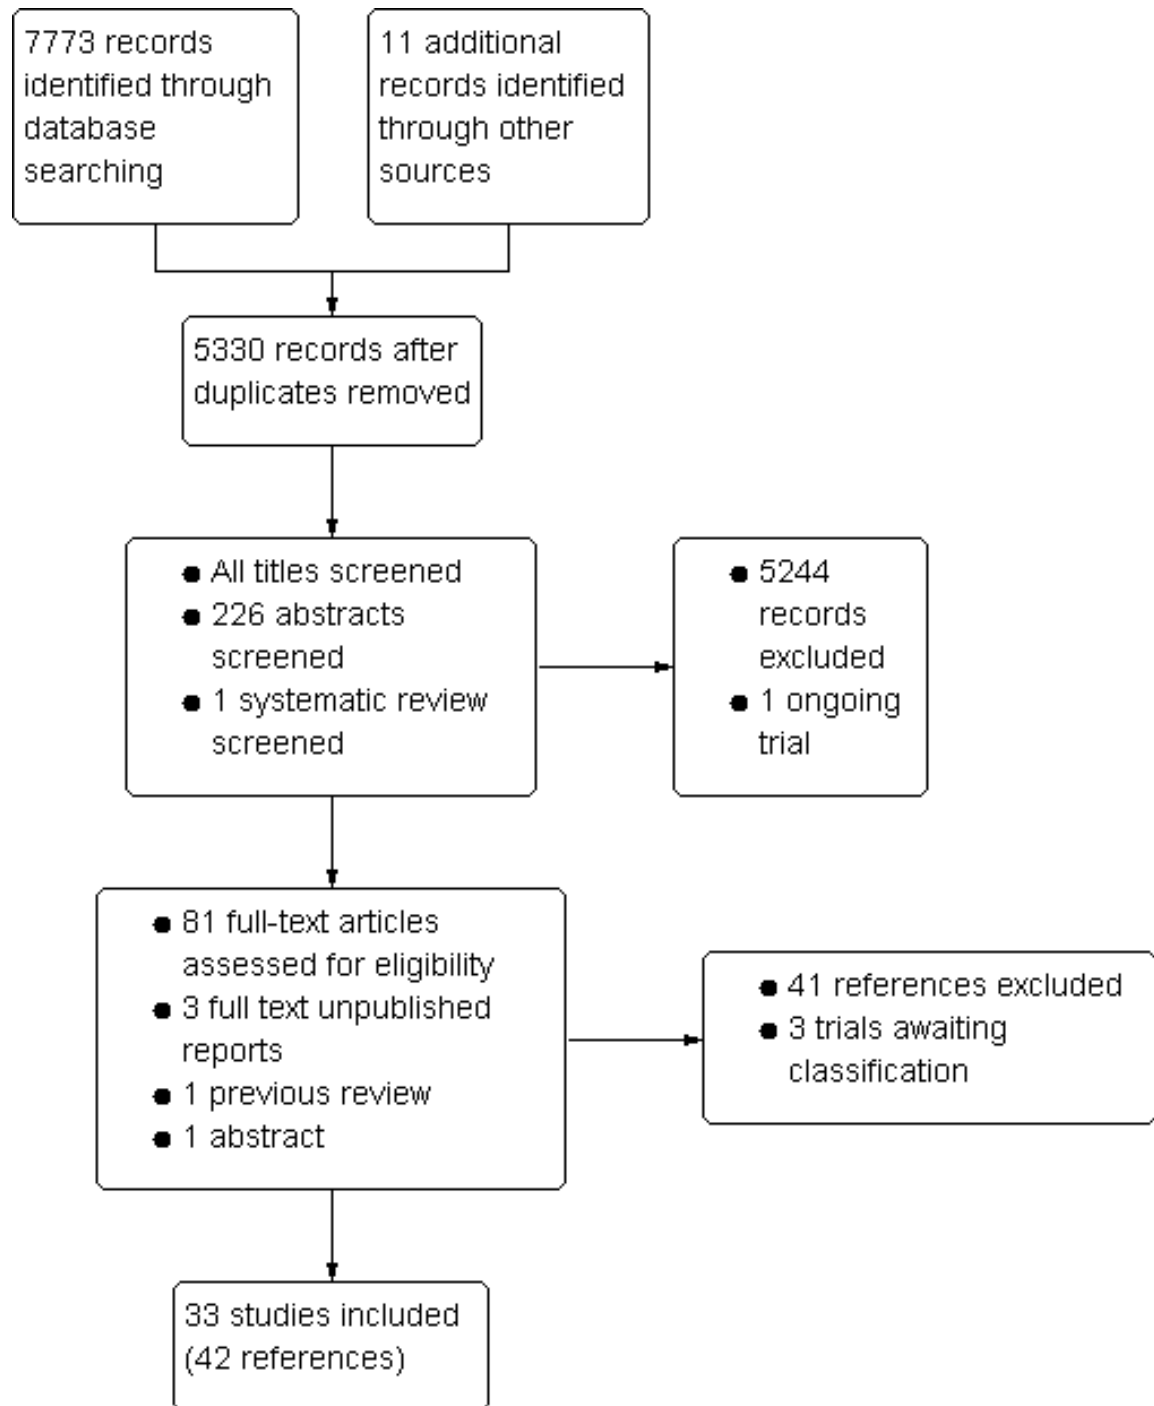 7773 records
identified through
database
searching
11 additional
records identified
through other
sources
5330 records after
duplicates removed
● All titles screened
● 226 abstracts
screened
● 1 systematic review
screened
● 5244
records
excluded
● 1 ongoing
trial
● 81 full-text articles
assessed for eligibility
● 3 full text unpublished
reports
● 1 previous review
● 1 abstract
● 41 references excluded
● 3 trials awaiting
classification
33 studies included
(42 references)